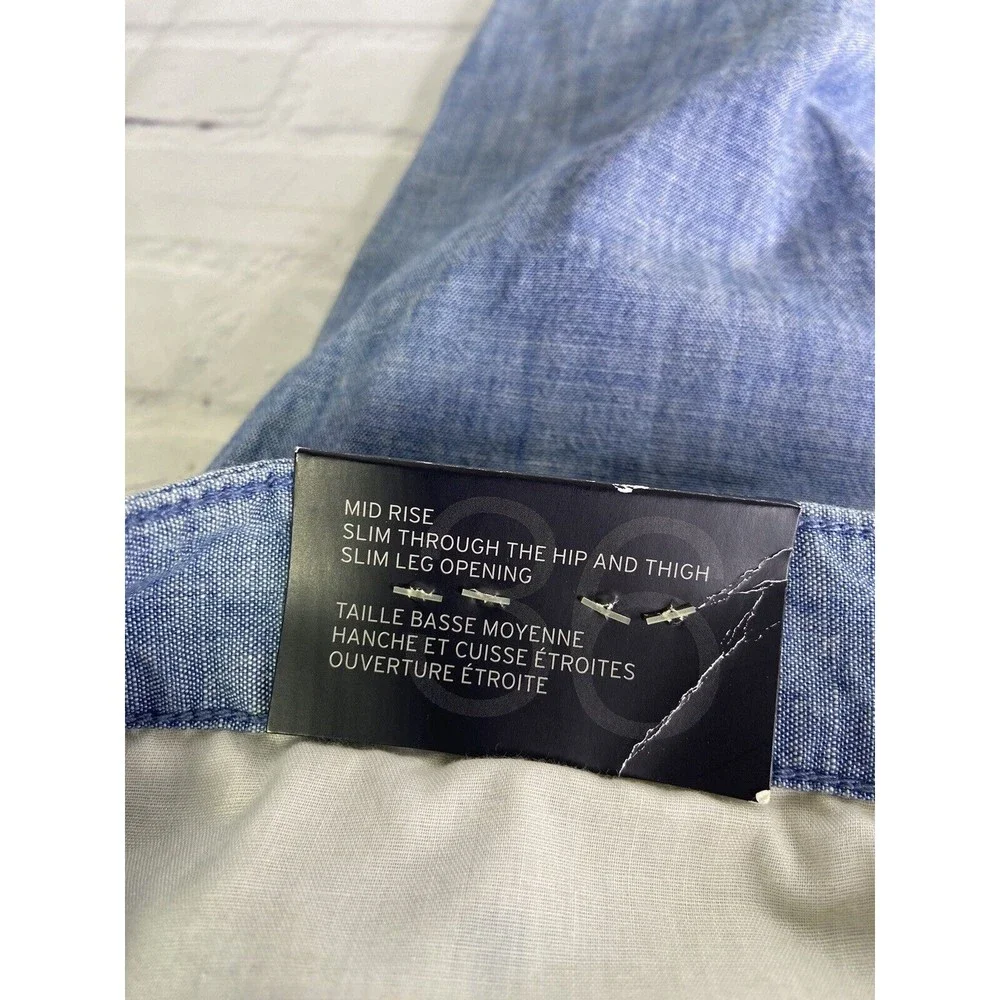 MID RISE
SLIM THROUGH THE HIP AND THIGH
SLIM LEG OPENING
TAILLE BASSE MOYENNE
HANCHE ET CUISSE ÉTROITES
OUVERTURE ÉTROITE
36